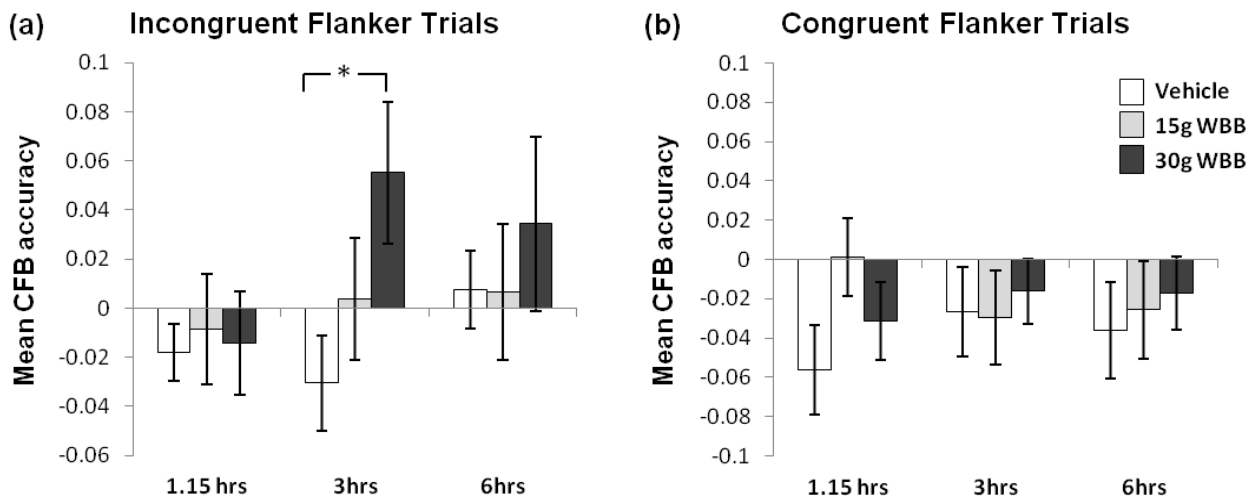 (a) Incongruent Flanker Trials
Mean CFB accuracy
0.1
0.08
0.06
0.04
0.02
0
-0.02
-0.04
-0.06
*
1.15 hrs 3hrs 6hrs
(b) Congruent Flanker Trials
Mean CFB accuracy
0.1
0.08
0.06
0.04
0.02
0
-0.02
-0.04
-0.06
-0.08
-0.1
Vehicle
15g WBB
30g WBB
1.15 hrs 3hrs 6hrs